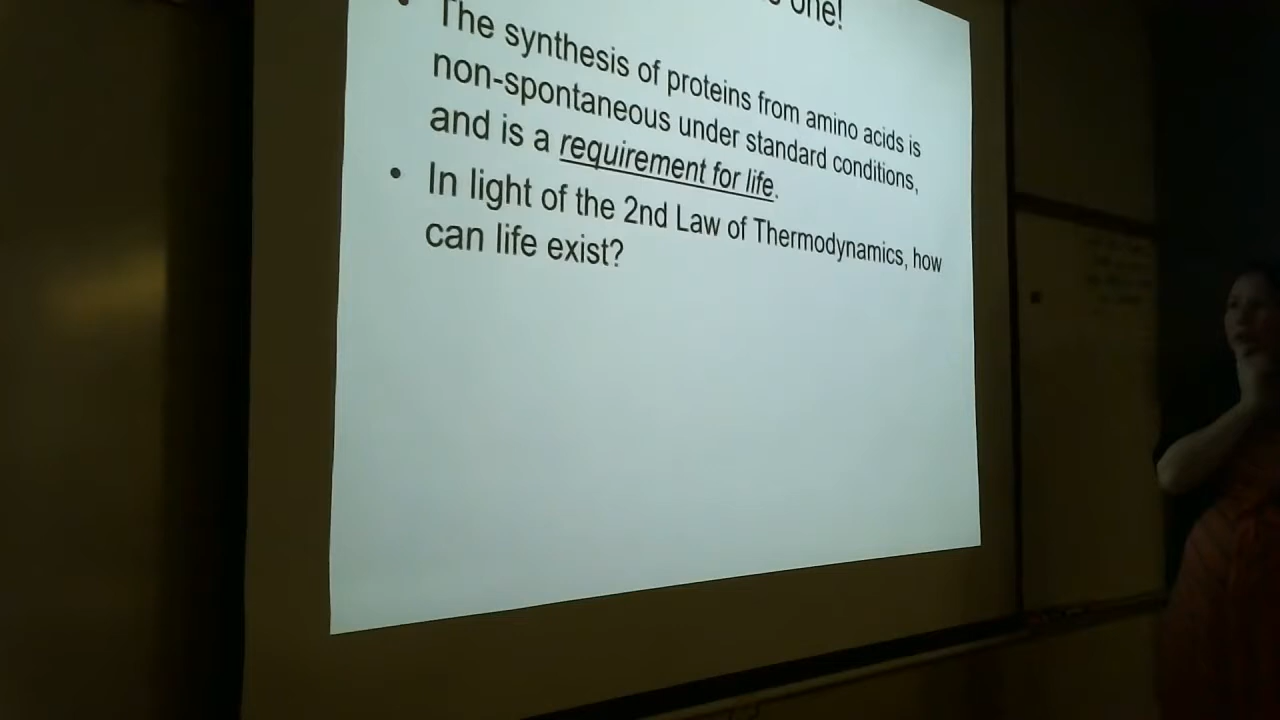 one!
• The synthesis of proteins from amino acids is
non-spontaneous under standard conditions,
and is a requirement for life.
• In light of the 2nd Law of Thermodynamics, how
can life exist?